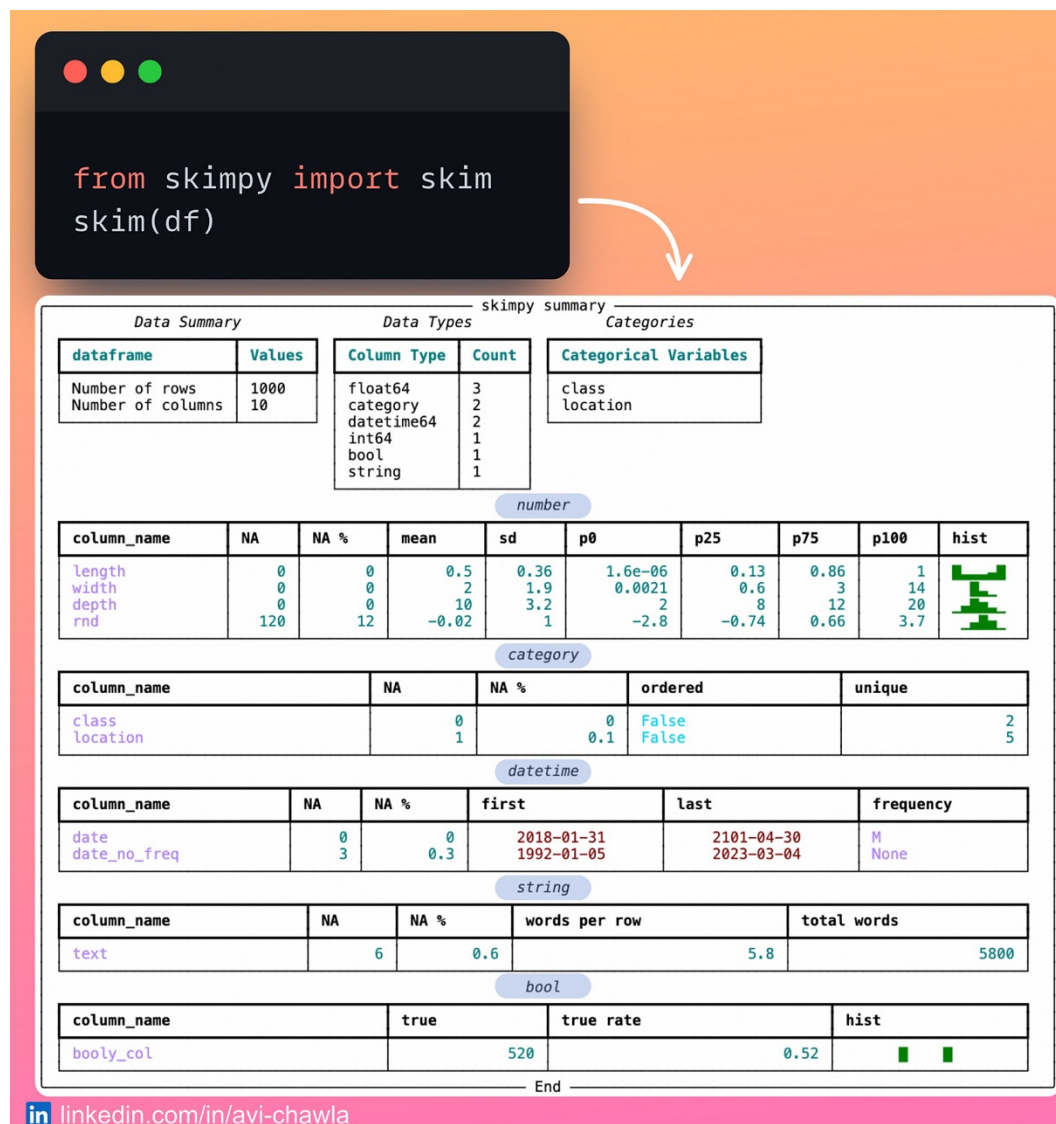 from skimpy import skim
skim(df)
skimpy summary
Data Summary Data Types Categories
dataframe Values Column Type Count Categorical Variables
Number of rows 1000 float64 3 class
Number of columns 10 category 2 location
datetime64 2
int64 1
bool 1
string 1
number
column_name NA NA % mean sd p0 p25 p75 p100 hist
length 0 0 0.5 0.36 1.6e-06 0.13 0.86 1
width 0 0 2 1.9 0.0021 0.6 3 14
depth 0 0 10 3.2 2 8 12 20
rnd 120 12 -0.02 1 -2.8 -0.74 0.66 3.7
category
column_name NA NA % ordered unique
class 0 0 False 2
location 1 0.1 False 5
datetime
column_name NA NA % first last frequency
date 0 0 2018-01-31 2101-04-30 M
date_no_freq 3 0.3 1992-01-05 2023-03-04 None
string
column_name NA NA % words per row total words
text 6 0.6 5.8 5800
bool
column_name true true rate hist
booly_col 520 0.52
End
in linkedin.com/in/avi-chawla